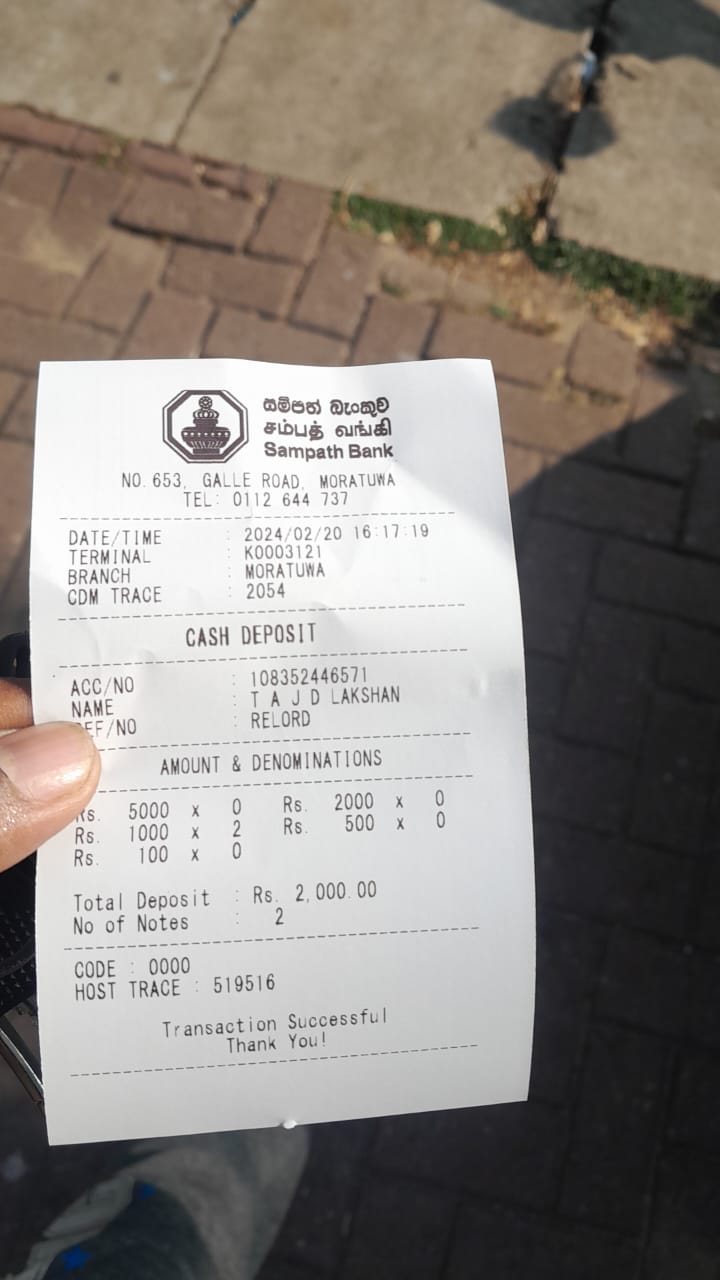 සම්පත් බැංකුව
சம்பத் வங்கி
Sampath Bank
NO.653, GALLE ROAD, MORATUWA
TEL: 0112 644 737
DATE/TIME : 2024/02/20 16:17:19
TERMINAL : K0003121
BRANCH : MORATUWA
CDM TRACE : 2054
CASH DEPOSIT
ACC/NO : 108352446571
NAME : T A J D LAKSHAN
EF/NO : RELORD
AMOUNT & DENOMINATIONS
Rs. 5000 x 0 Rs. 2000 x 0
Rs. 1000 x 2 Rs. 500 x 0
Rs. 100 x 0
Total Deposit : Rs. 2,000.00
No of Notes : 2
CODE : 0000
HOST TRACE : 519516
Transaction Successful
Thank You!